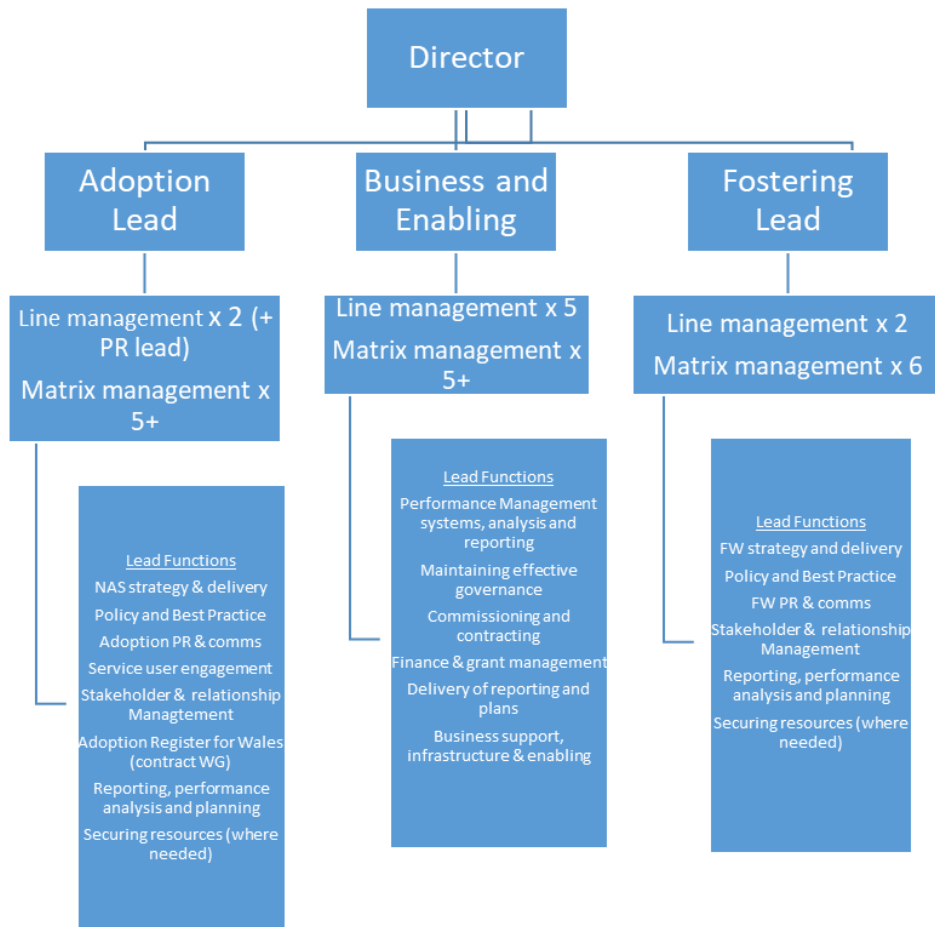 Director
Adoption
Lead
Business and
Enabling
Fostering
Lead
Line management x 2 (+
PR lead)
Matrix management x
5+
Line management x 5
Matrix management x
5+
Line management x 2
Matrix management x 6
Lead Functions
NAS strategy & delivery
Policy and Best Practice
Adoption PR & comms
Service user engagement
Stakeholder & relationship
Managtement
Adoption Register for Wales
(contract WG)
Reporting, performance
analysis and planning
Securing resources (where
needed)
Lead Functions
Performance Management
systems, analysis and
reporting
Maintaining effective
governance
Commissioning and
contracting
Finance & grant management
Delivery of reporting and
plans
Business support,
infrastructure & enabling
Lead Functions
FW strategy and delivery
Policy and Best Practice
FW PR & comms
Stakeholder & relationship
Management
Reporting, performance
analysis and planning
Securing resources (where
needed)